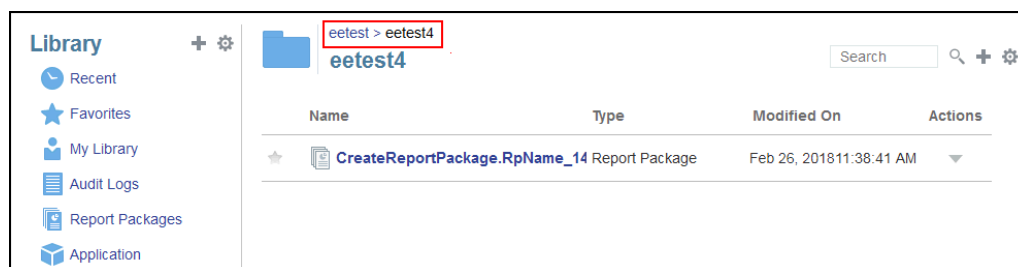 Library
Recent
Favorites
My Library
Audit Logs
Report Packages
Application
eetest > eetest4
eetest4
Search
Name Type Modified On Actions
CreateReportPackage.RpName_14 Report Package Feb 26, 201811:38:41 AM